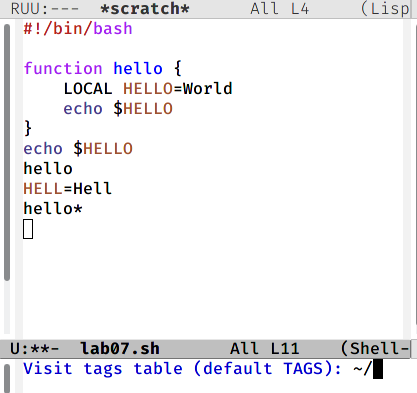 RUU:--- *scratch* All L4 (Lisp
#!/bin/bash
function hello {
LOCAL HELLO=World
echo $HELLO
}
echo $HELLO
hello
HELL=Hell
hello*
U:**- lab07.sh All L11 (Shell-
Visit tags table (default TAGS): ~/